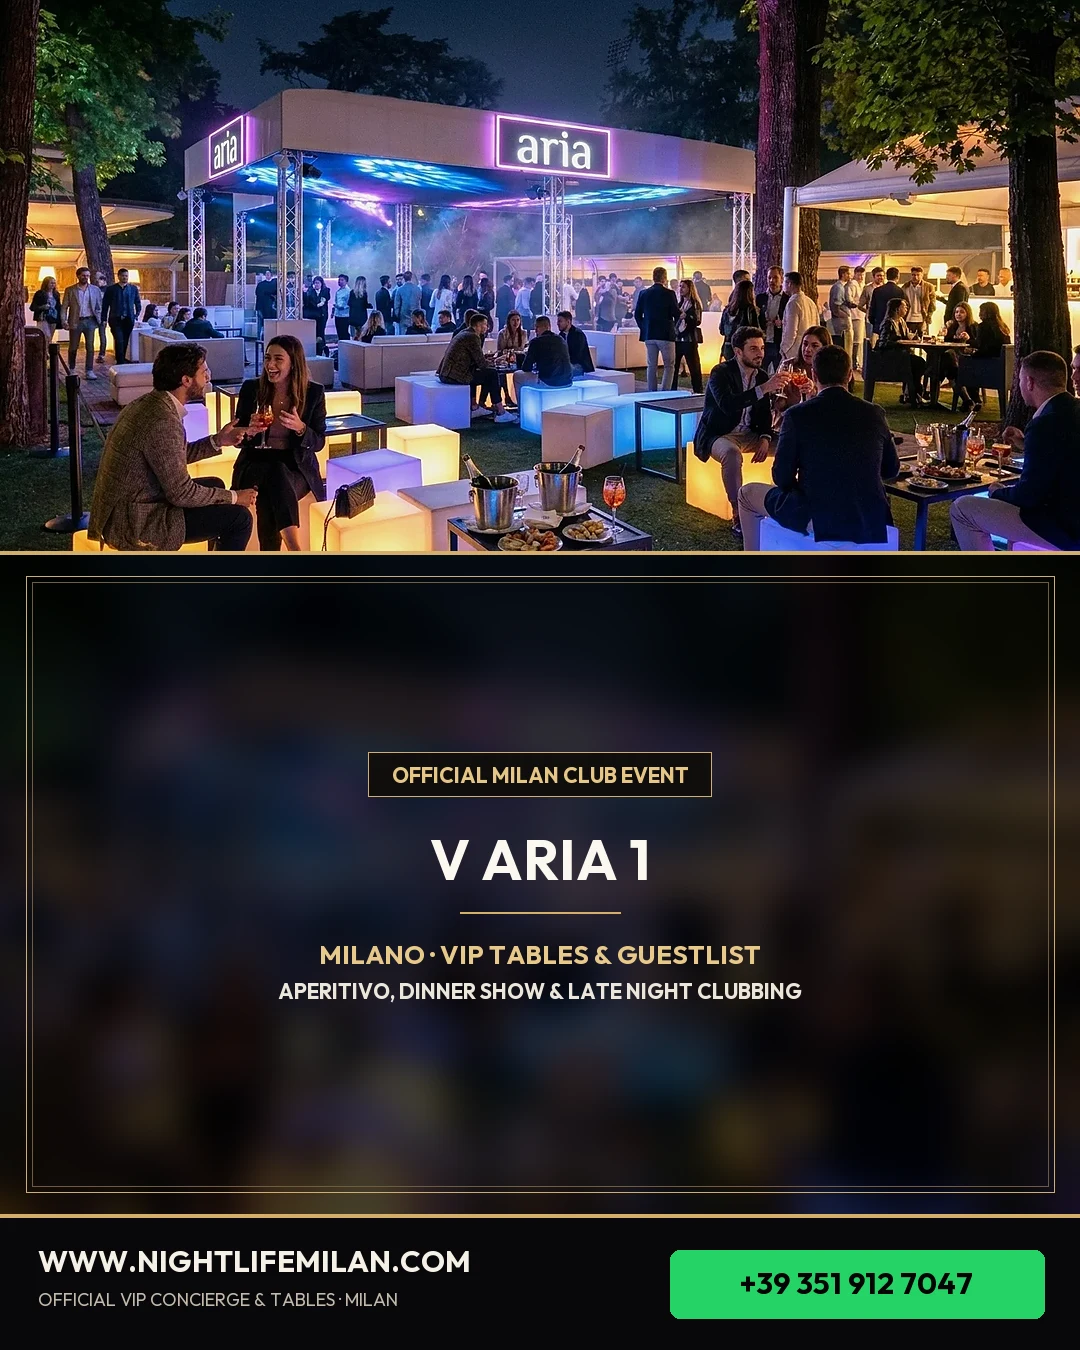 aria
aria
OFFICIAL MILAN CLUB EVENT
V ARIA 1
MILANO · VIP TABLES & GUESTLIST
APERITIVO, DINNER SHOW & LATE NIGHT CLUBBING
WWW.NIGHTLIFEMILAN.COM
OFFICIAL VIP CONCIERGE & TABLES · MILAN
+39 351 912 7047